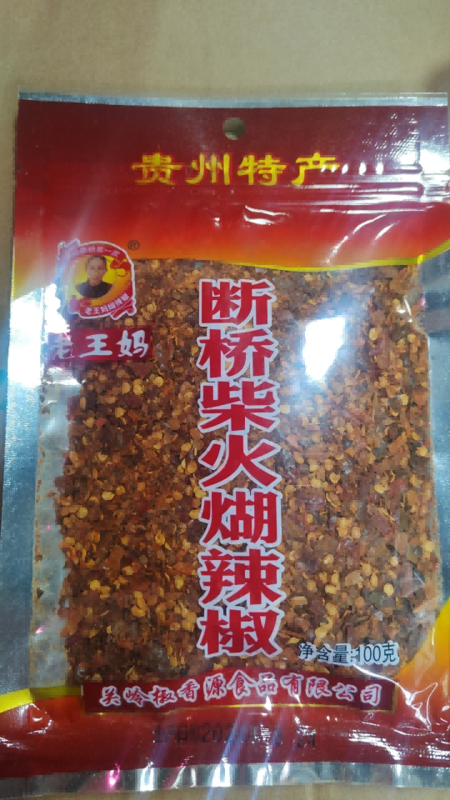 贵州特产
®
老王妈
断桥柴火煳辣椒
净含量:100克
关岭椒香源食品有限公司